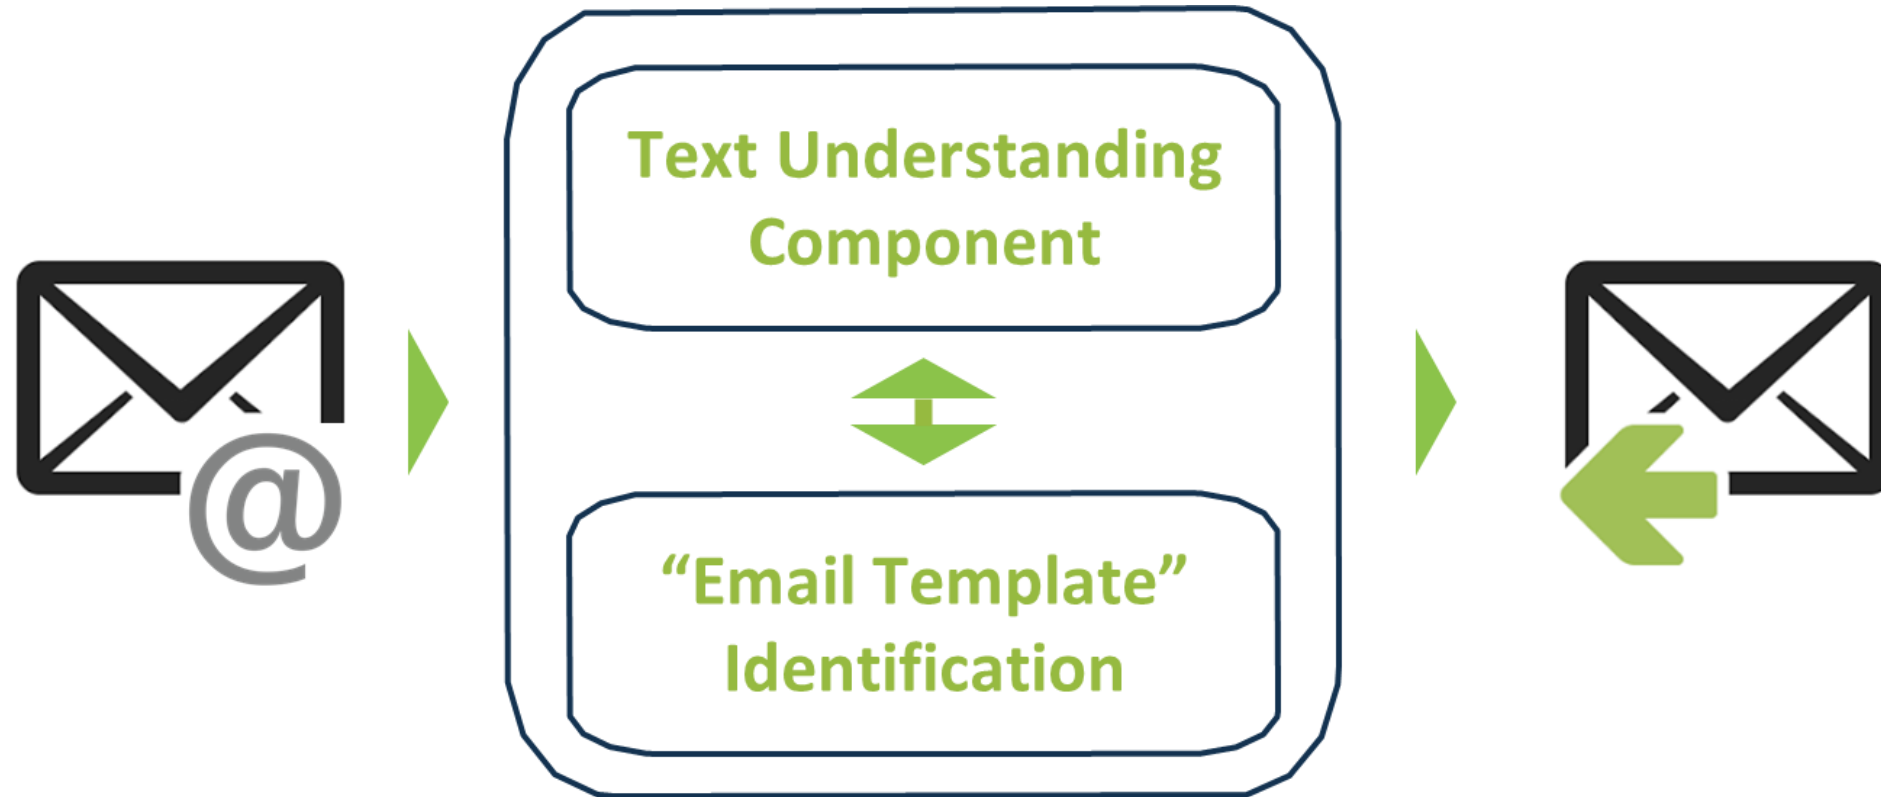 Text Understanding
Component
@
“Email Template”
Identification